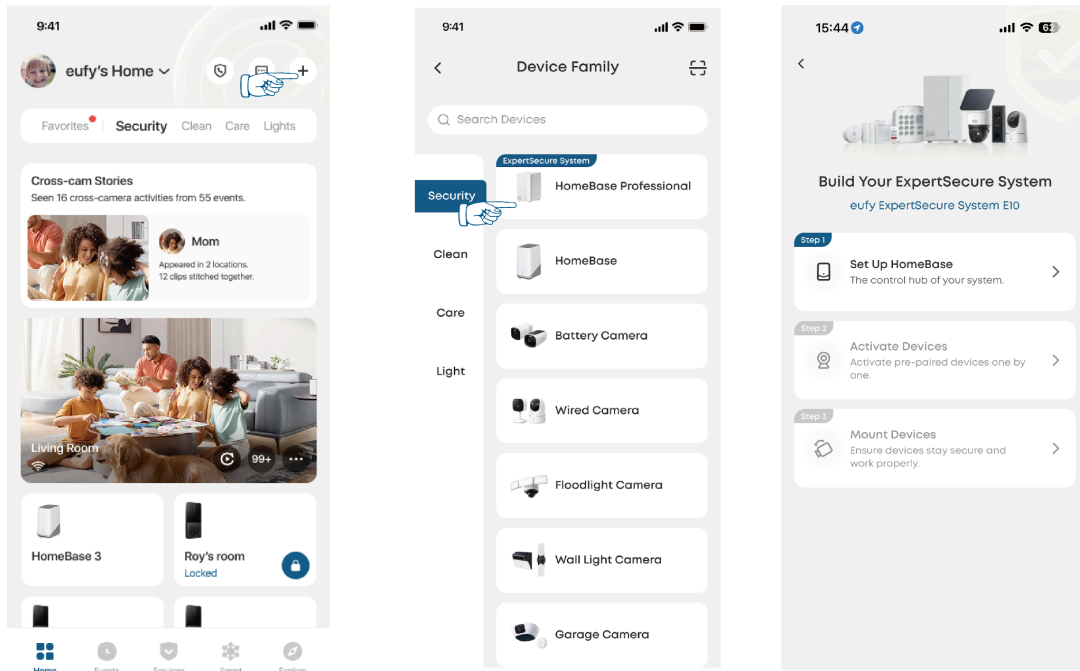 9:41
eufy's Home
Favorites Security Clean Care Lights
Cross-cam Stories
Seen 16 cross-camera activities from 55 events.
Mom
Appeared in 2 locations.
12 clips stitched together.
Living Room
99+
HomeBase 3
Roy's room
Locked
Home Events Services Smart Explore
9:41
Device Family
Search Devices
Security
Clean
Care
Light
ExpertSecure System
HomeBase Professional
HomeBase
Battery Camera
Wired Camera
Floodlight Camera
Wall Light Camera
Garage Camera
15:44
62
Build Your ExpertSecure System
eufy ExpertSecure System E10
Step 1
Set Up HomeBase
The control hub of your system.
Step 2
Activate Devices
Activate pre-paired devices one by
one.
Step 3
Mount Devices
Ensure devices stay secure and
work properly.